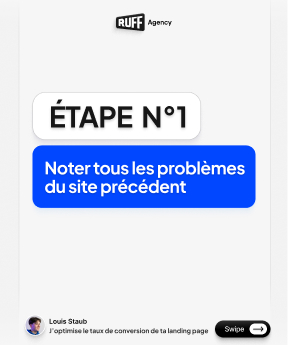 RUFF Agency
ÉTAPE N°1
Noter tous les problèmes
du site précédent
Louis Staub
J'optimise le taux de conversion de ta landing page
Swipe